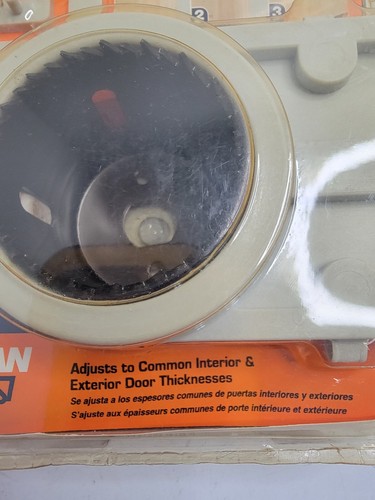 2
3
W
Adjusts to Common Interior &
Exterior Door Thicknesses
Se ajusta a los espesores comunes de puertas interiores y exteriores
S'ajuste aux épaisseurs communes de porte intérieure et extérieure